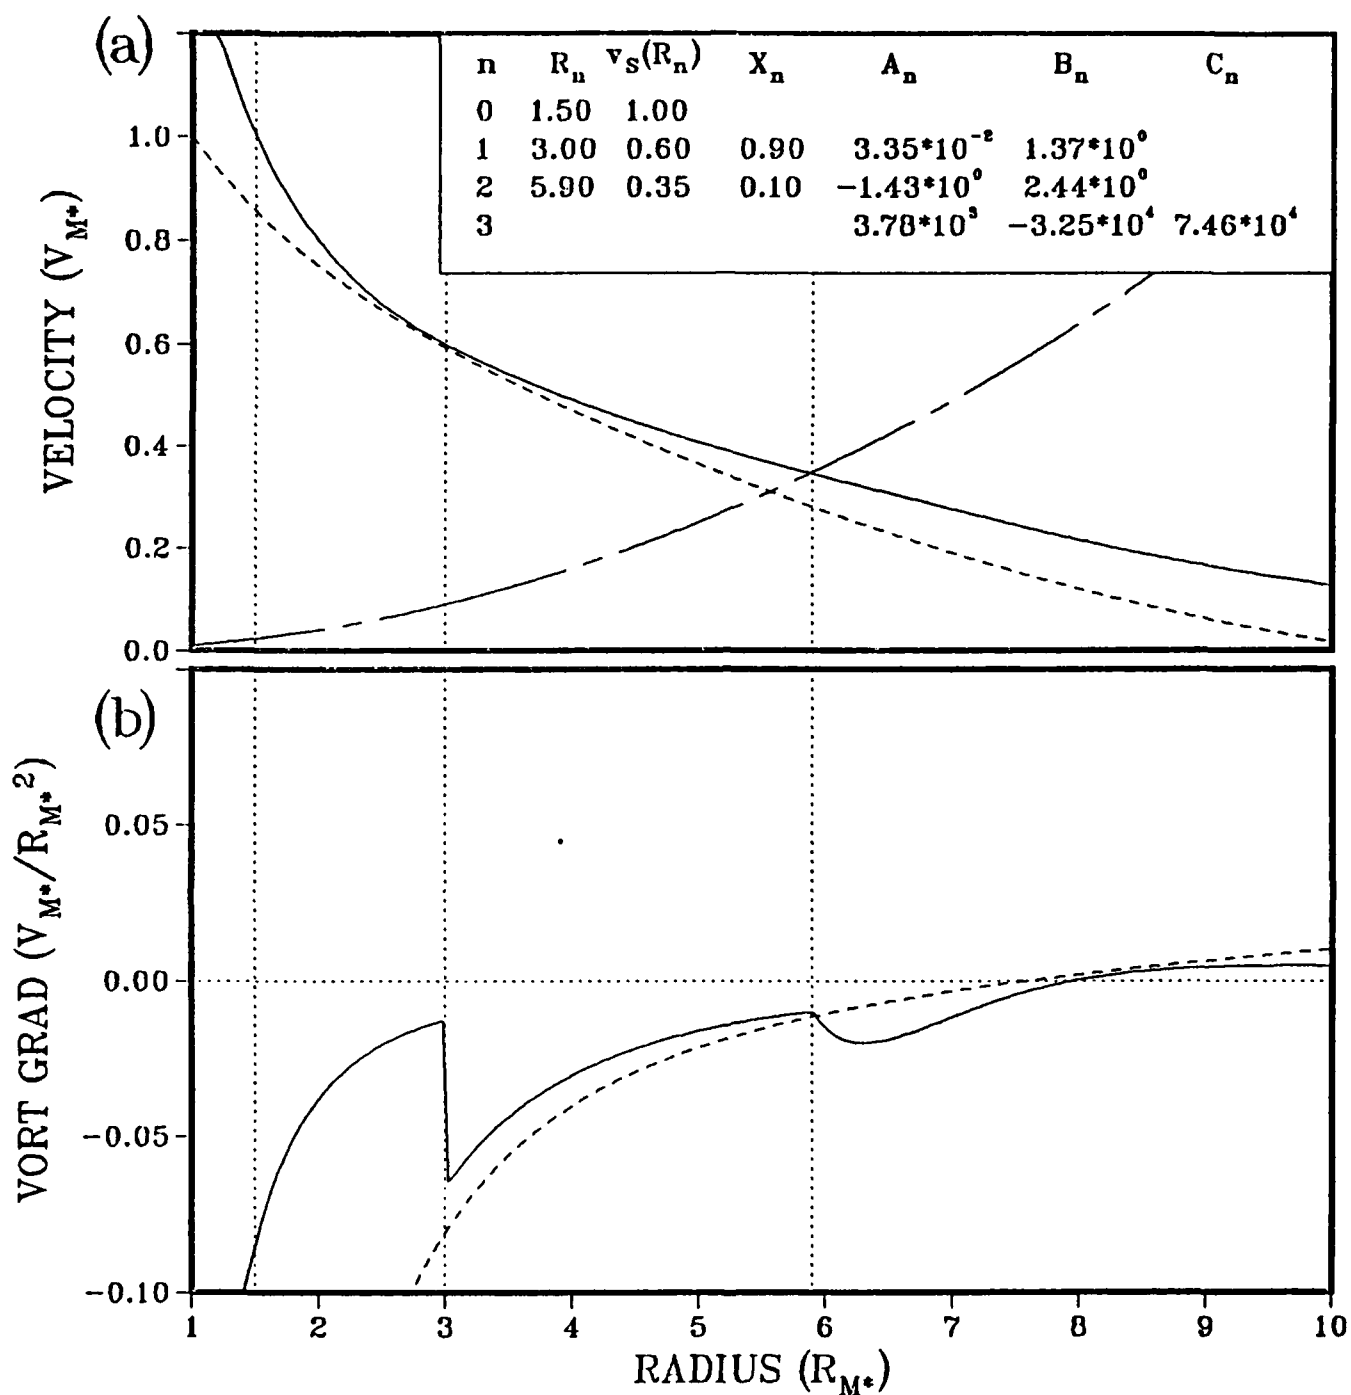 (a)
n R_n v_S(R_n) X_n A_n B_n C_n
0 1.50 1.00
1 3.00 0.60 0.90 3.35*10^-2 1.37*10^0
2 5.90 0.35 0.10 -1.43*10^0 2.44*10^0
3 3.78*10^3 -3.25*10^4 7.46*10^4
VELOCITY (V_M*)
1.0
0.8
0.6
0.4
0.2
0.0
(b)
VORT GRAD (V_M*/R_M*^2)
0.05
0.00
-0.05
-0.10
1 2 3 4 5 6 7 8 9 10
RADIUS (R_M*)